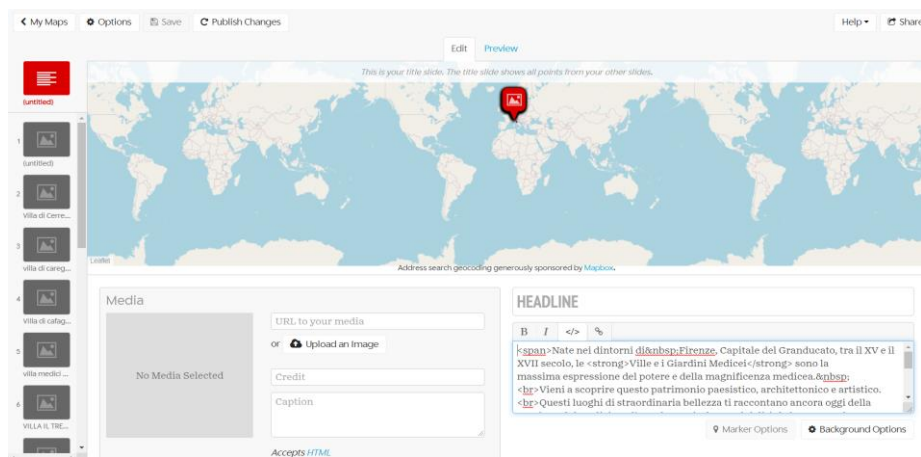 My Maps Options Save Publish Changes Help Share
Edit Preview
This is your title slide. The title slide shows all points from your other slides.
(untitled)
1
(untitled)
2
Villa di Cerre...
3
villa di careg...
4
Villa di cafag...
5
villa medici ...
6
VILLA IL TRE...
Leaflet
Address search geocoding generously sponsored by Mapbox.
Media
No Media Selected
URL to your media
or Upload an Image
Credit
Caption
Accepts HTML
HEADLINE
B I </>
<span>Nate nei dintorni di&nbsp;Firenze, Capitale del Granducato, tra il XV e il
XVII secolo, le <strong>Ville e i Giardini Medicei</strong> sono la
massima espressione del potere e della magnificenza medicea.&nbsp;
<br>Vieni a scoprire questo patrimonio paesistico, architettonico e artistico.
<br>Questi luoghi di straordinaria bellezza ti raccontano ancora oggi della
Marker Options Background Options